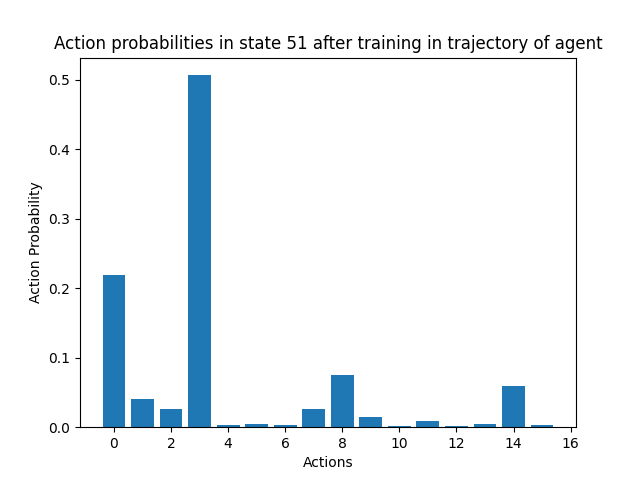 Action probabilities in state 51 after training in trajectory of agent
0.5
0.4
0.3
0.2
0.1
0.0
Action Probability
0 2 4 6 8 10 12 14 16
Actions